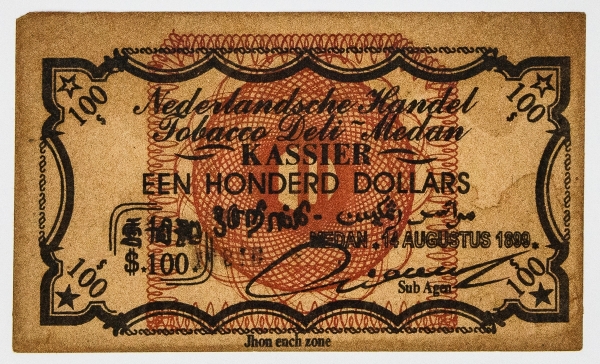 100$ 100$
Nederlandsche Handel
Tobacco Deli - Medan
KASSIER
EEN HONDERD DOLLARS
MEDAN . 14 AUGUSTUS 1899 .
$.100.
Sub Agen
100$ 100$
Jhon ench zone